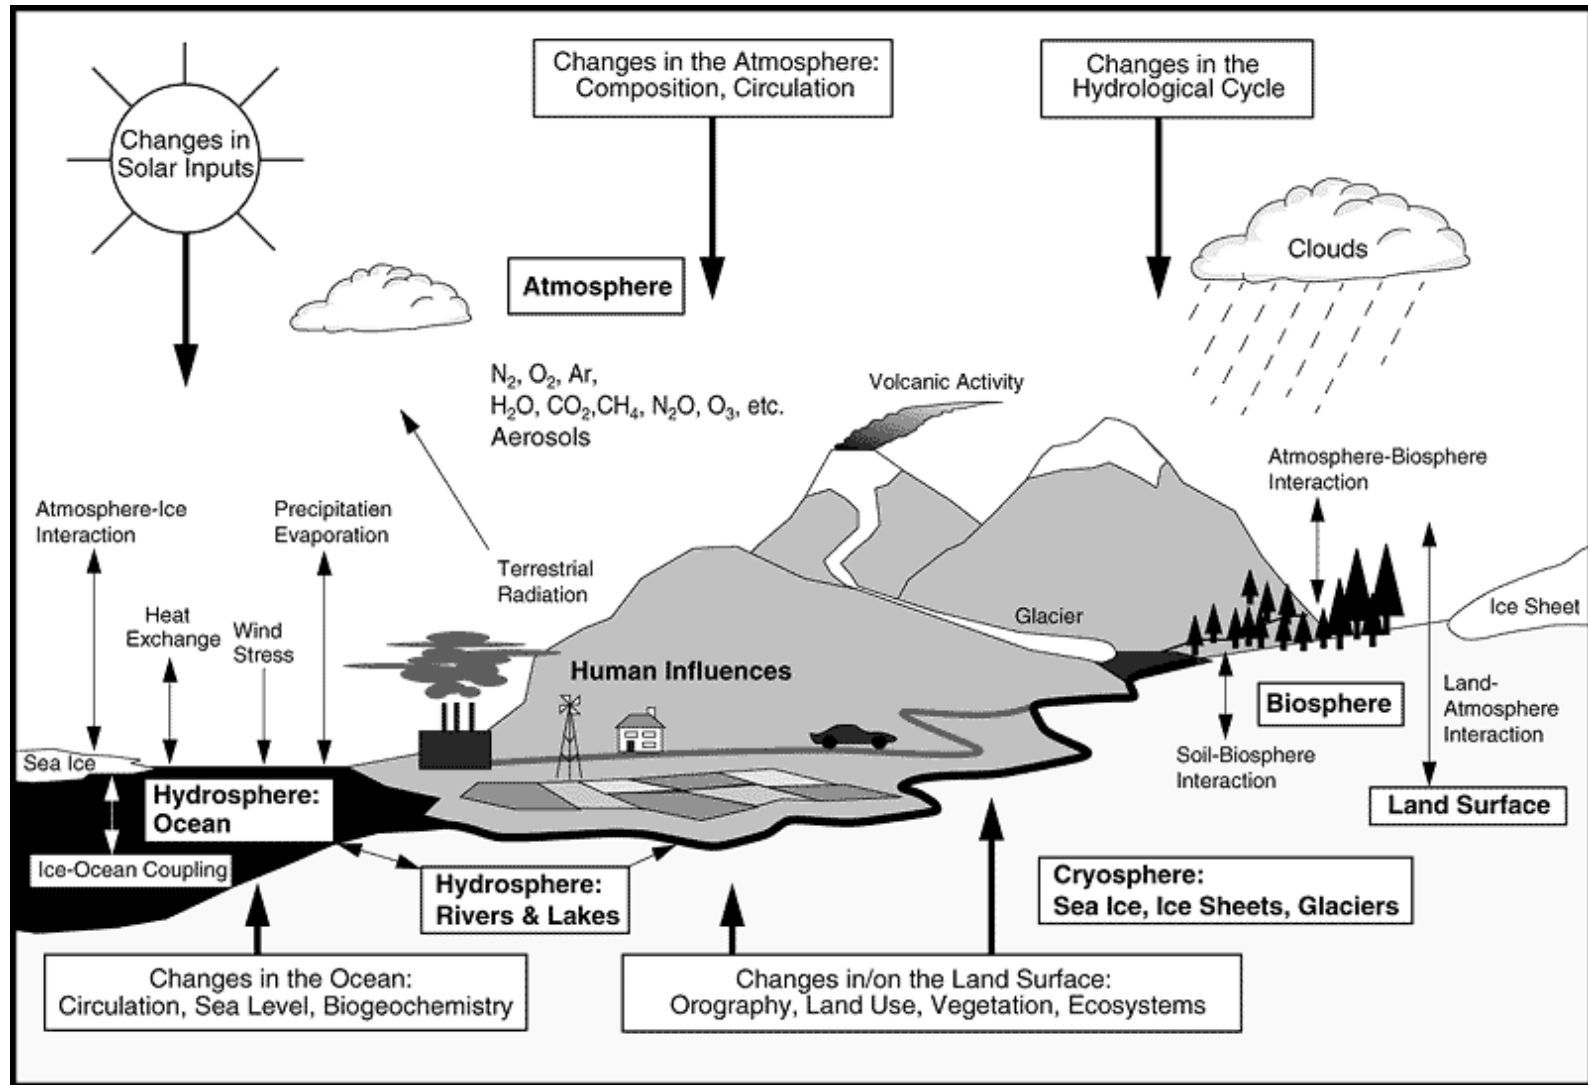 Changes in the Atmosphere:
Composition, Circulation
Changes in the
Hydrological Cycle
Changes in
Solar Inputs
Clouds
Atmosphere
N₂, O₂, Ar,
H₂O, CO₂,CH₄, N₂O, O₃, etc.
Aerosols
Volcanic Activity
Atmosphere-Ice
Interaction
Precipitation
Evaporation
Atmosphere-Biosphere
Interaction
Terrestrial
Radiation
Heat
Exchange
Wind
Stress
Glacier
Ice Sheet
Human Influences
Biosphere
Land-
Atmosphere
Interaction
Soil-Biosphere
Interaction
Sea Ice
Hydrosphere:
Ocean
Land Surface
Ice-Ocean Coupling
Hydrosphere:
Rivers & Lakes
Cryosphere:
Sea Ice, Ice Sheets, Glaciers
Changes in the Ocean:
Circulation, Sea Level, Biogeochemistry
Changes in/on the Land Surface:
Orography, Land Use, Vegetation, Ecosystems